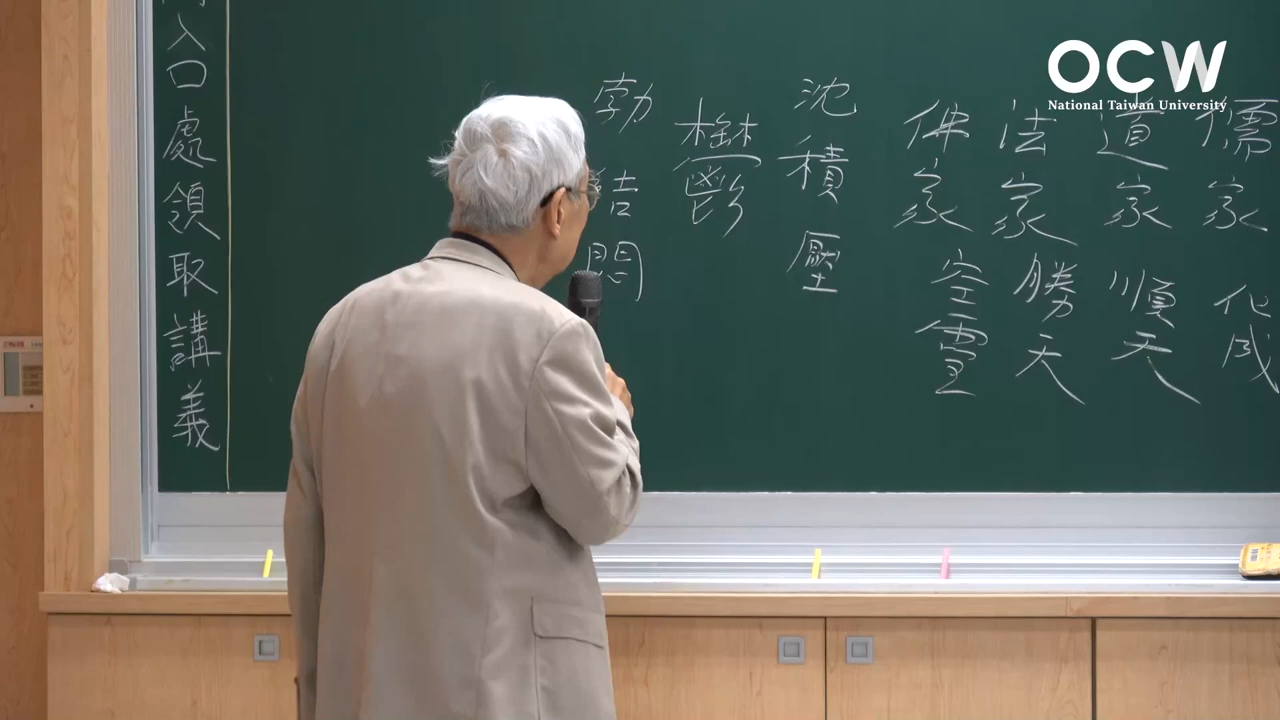 OCW
National Taiwan University
儒家 化成
道家 順天
法家 勝天
佛家 空靈
沈積壓
鬱
勃結悶
入口處領取講義